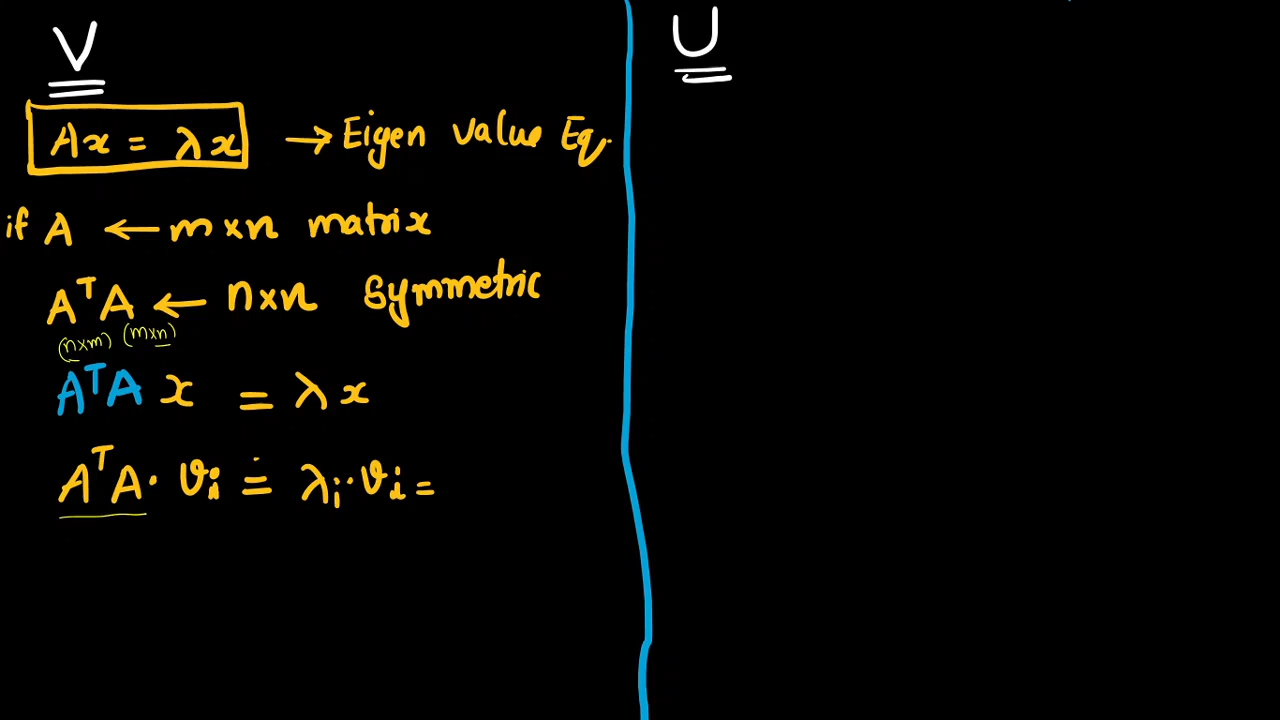 V
Ax = λx → Eigen value Eq.
if A ← m×n matrix
AᵀA ← n×n Symmetric
(n×m) (m×n)
AᵀA x = λx
AᵀA · vᵢ = λᵢ · vᵢ =
U